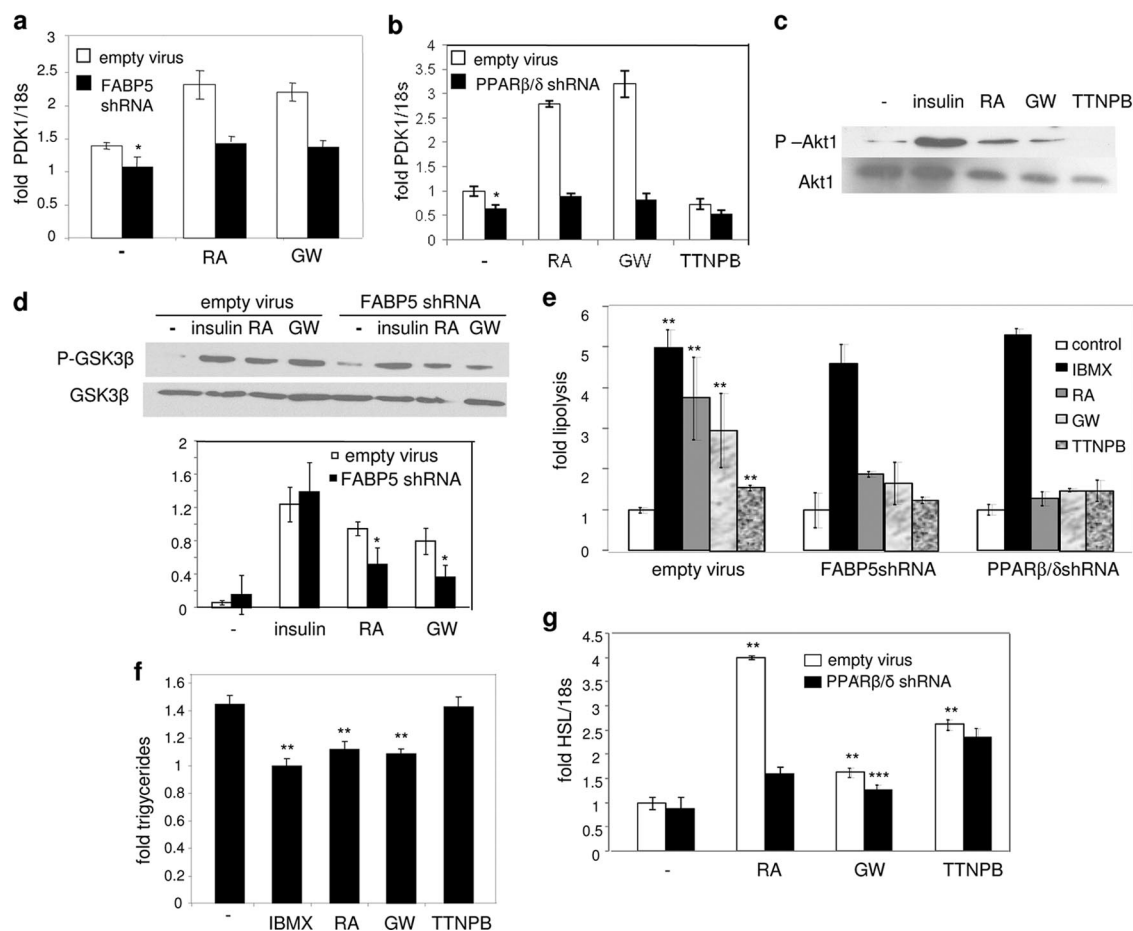 a
fold PDK1/18s
3
2.5
2
1.5
1
0.5
0
empty virus
FABP5
shRNA
*
- RA GW
b
fold PDK1/18s
4
3.5
3
2.5
2
1.5
1
0.5
0
empty virus
PPARβ/δ shRNA
*
- RA GW TTNPB
c
- insulin RA GW TTNPB
P –Akt1
Akt1
d
empty virus FABP5 shRNA
- insulin RA GW - insulin RA GW
P-GSK3β
GSK3β
2
1.6
1.2
0.8
0.4
0
empty virus
FABP5 shRNA
* *
- insulin RA GW
e
fold lipolysis
6
5
4
3
2
1
0
** ** ** **
control
IBMX
RA
GW
TTNPB
empty virus FABP5shRNA PPARβ/δshRNA
f
fold trigycerides
1.6
1.4
1.2
1
0.8
0.6
0.4
0.2
0
** ** **
- IBMX RA GW TTNPB
g
fold HSL/18s
4.5
4
3.5
3
2.5
2
1.5
1
0.5
0
empty virus
PPARβ/δ shRNA
** ** *** **
- RA GW TTNPB